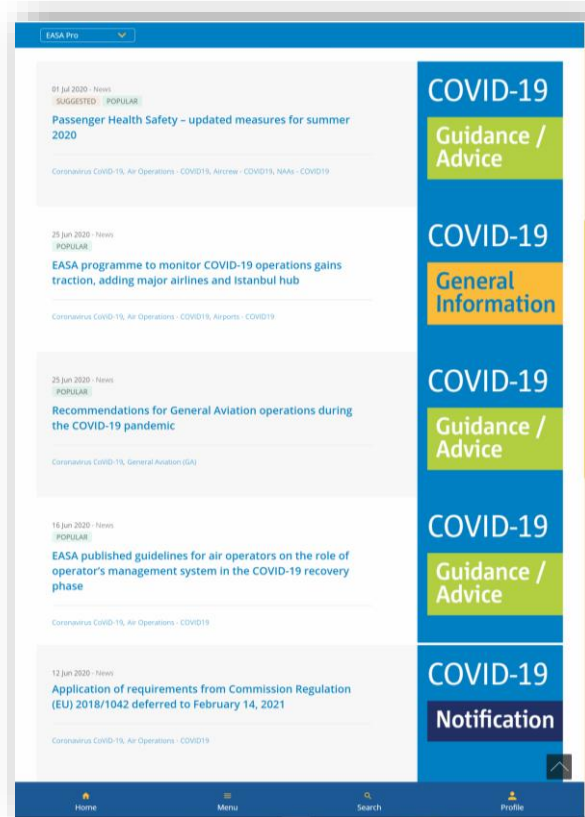 EASA Pro
01 Jul 2020 - News
SUGGESTED POPULAR
Passenger Health Safety – updated measures for summer
2020
Coronavirus CoViD-19, Air Operations - COVID19, Aircrew - COVID19, NAAs - COVID19
COVID-19
Guidance /
Advice
25 Jun 2020 - News
POPULAR
EASA programme to monitor COVID-19 operations gains
traction, adding major airlines and Istanbul hub
Coronavirus CoViD-19, Air Operations - COVID19, Airports - COVID19
COVID-19
General
Information
25 Jun 2020 - News
POPULAR
Recommendations for General Aviation operations during
the COVID-19 pandemic
Coronavirus CoViD-19, General Aviation (GA)
COVID-19
Guidance /
Advice
16 Jun 2020 - News
POPULAR
EASA published guidelines for air operators on the role of
operator's management system in the COVID-19 recovery
phase
Coronavirus CoViD-19, Air Operations - COVID19
COVID-19
Guidance /
Advice
12 Jun 2020 - News
Application of requirements from Commission Regulation
(EU) 2018/1042 deferred to February 14, 2021
Coronavirus CoViD-19, Air Operations - COVID19
COVID-19
Notification
Home
Menu
Search
Profile